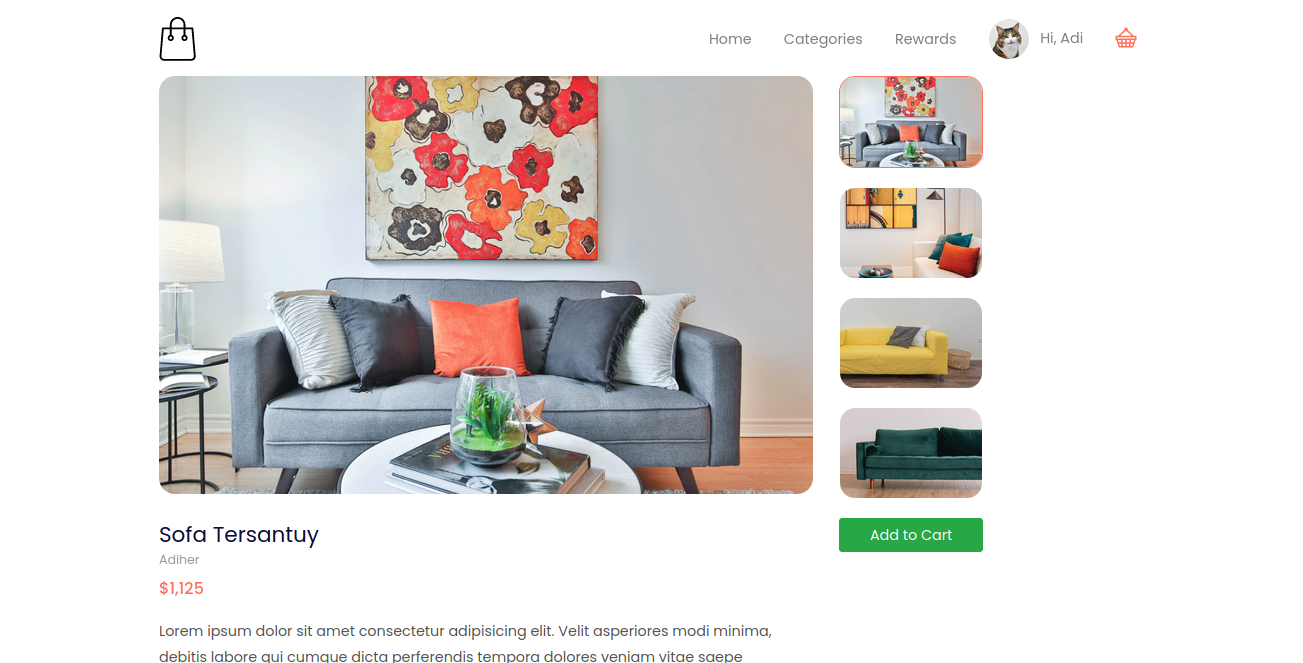 Home Categories Rewards Hi, Adi
Sofa Tersantuy
Adiher
$1,125
Add to Cart
Lorem ipsum dolor sit amet consectetur adipisicing elit. Velit asperiores modi minima,
debitis labore qui cumque dicta perferendis tempora dolores veniam vitae saepe